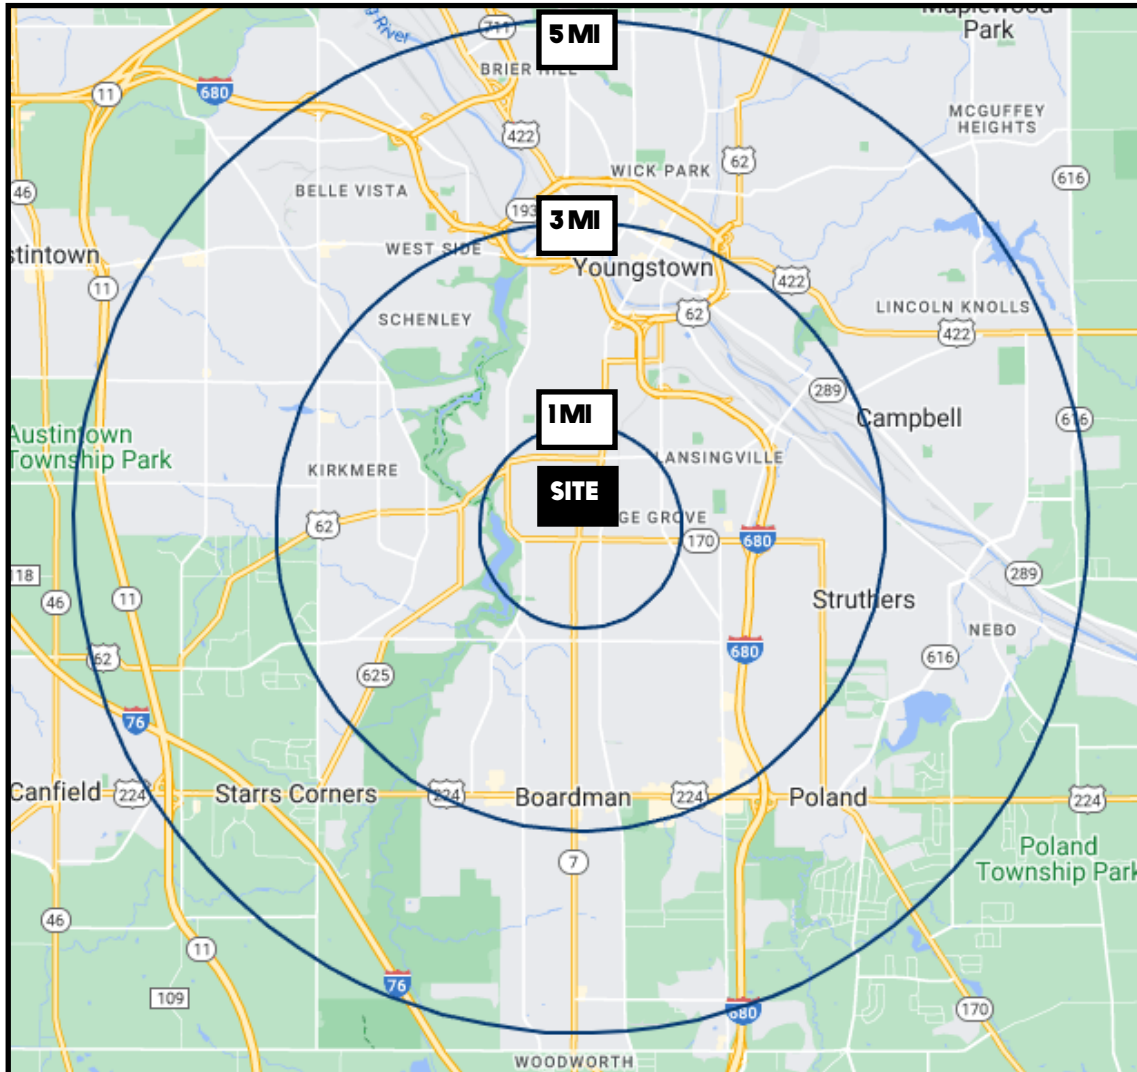 Maplewood
Park
g River
711
5 MI
BRIER HILL
11
680
MCGUFFEY
HEIGHTS
422
62
WICK PARK
616
46
BELLE VISTA
193
3 MI
WEST SIDE
stintown
Youngstown
11
422
62
LINCOLN KNOLLS
SCHENLEY
422
289
1 MI
Campbell
616
Austintown
Township Park
KIRKMERE
LANSINGVILLE
SITE
GE GROVE
62
170
680
118
46
11
289
Struthers
NEBO
62
680
616
625
76
Canfield
224
Starrs Corners
224
Boardman
224
Poland
224
7
Poland
Township Park
46
11
76
109
680
170
WOODWORTH